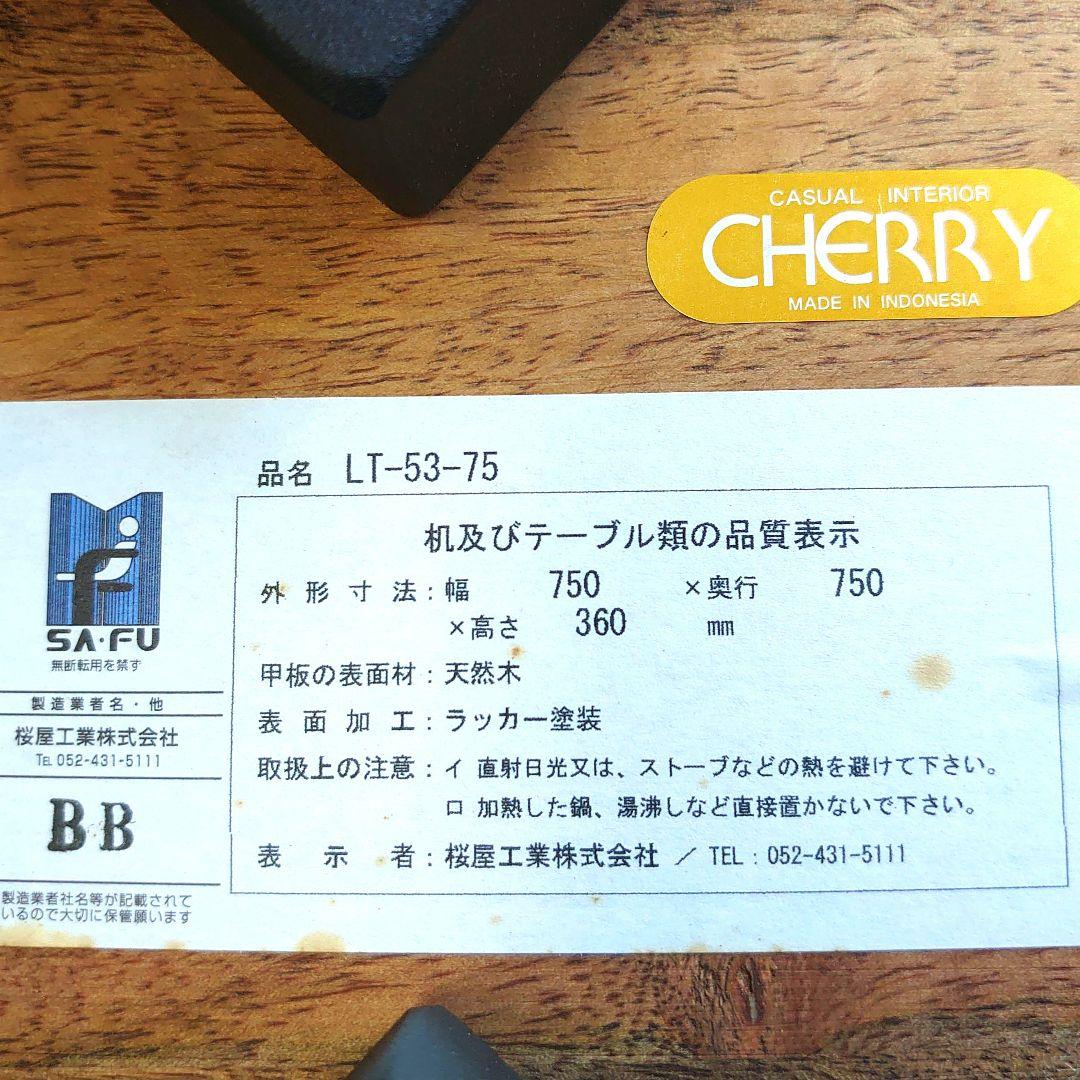 CASUAL INTERIOR
CHERRY
MADE IN INDONESIA
品名 LT-53-75
机及びテーブル類の品質表示
外形寸法：幅 750 ×奥行 750
×高さ 360 mm
甲板の表面材：天然木
表面加工：ラッカー塗装
取扱上の注意：イ 直射日光又は、ストーブなどの熱を避けて下さい。
ロ 加熱した鍋、湯沸しなど直接置かないで下さい。
表示者：桜屋工業株式会社 ／ TEL：052-431-5111
SA・FU
無断転用を禁ず
製造業者名・他
桜屋工業株式会社
TEL 052-431-5111
BB
製造業者社名等が記載されて
いるので大切に保管願います